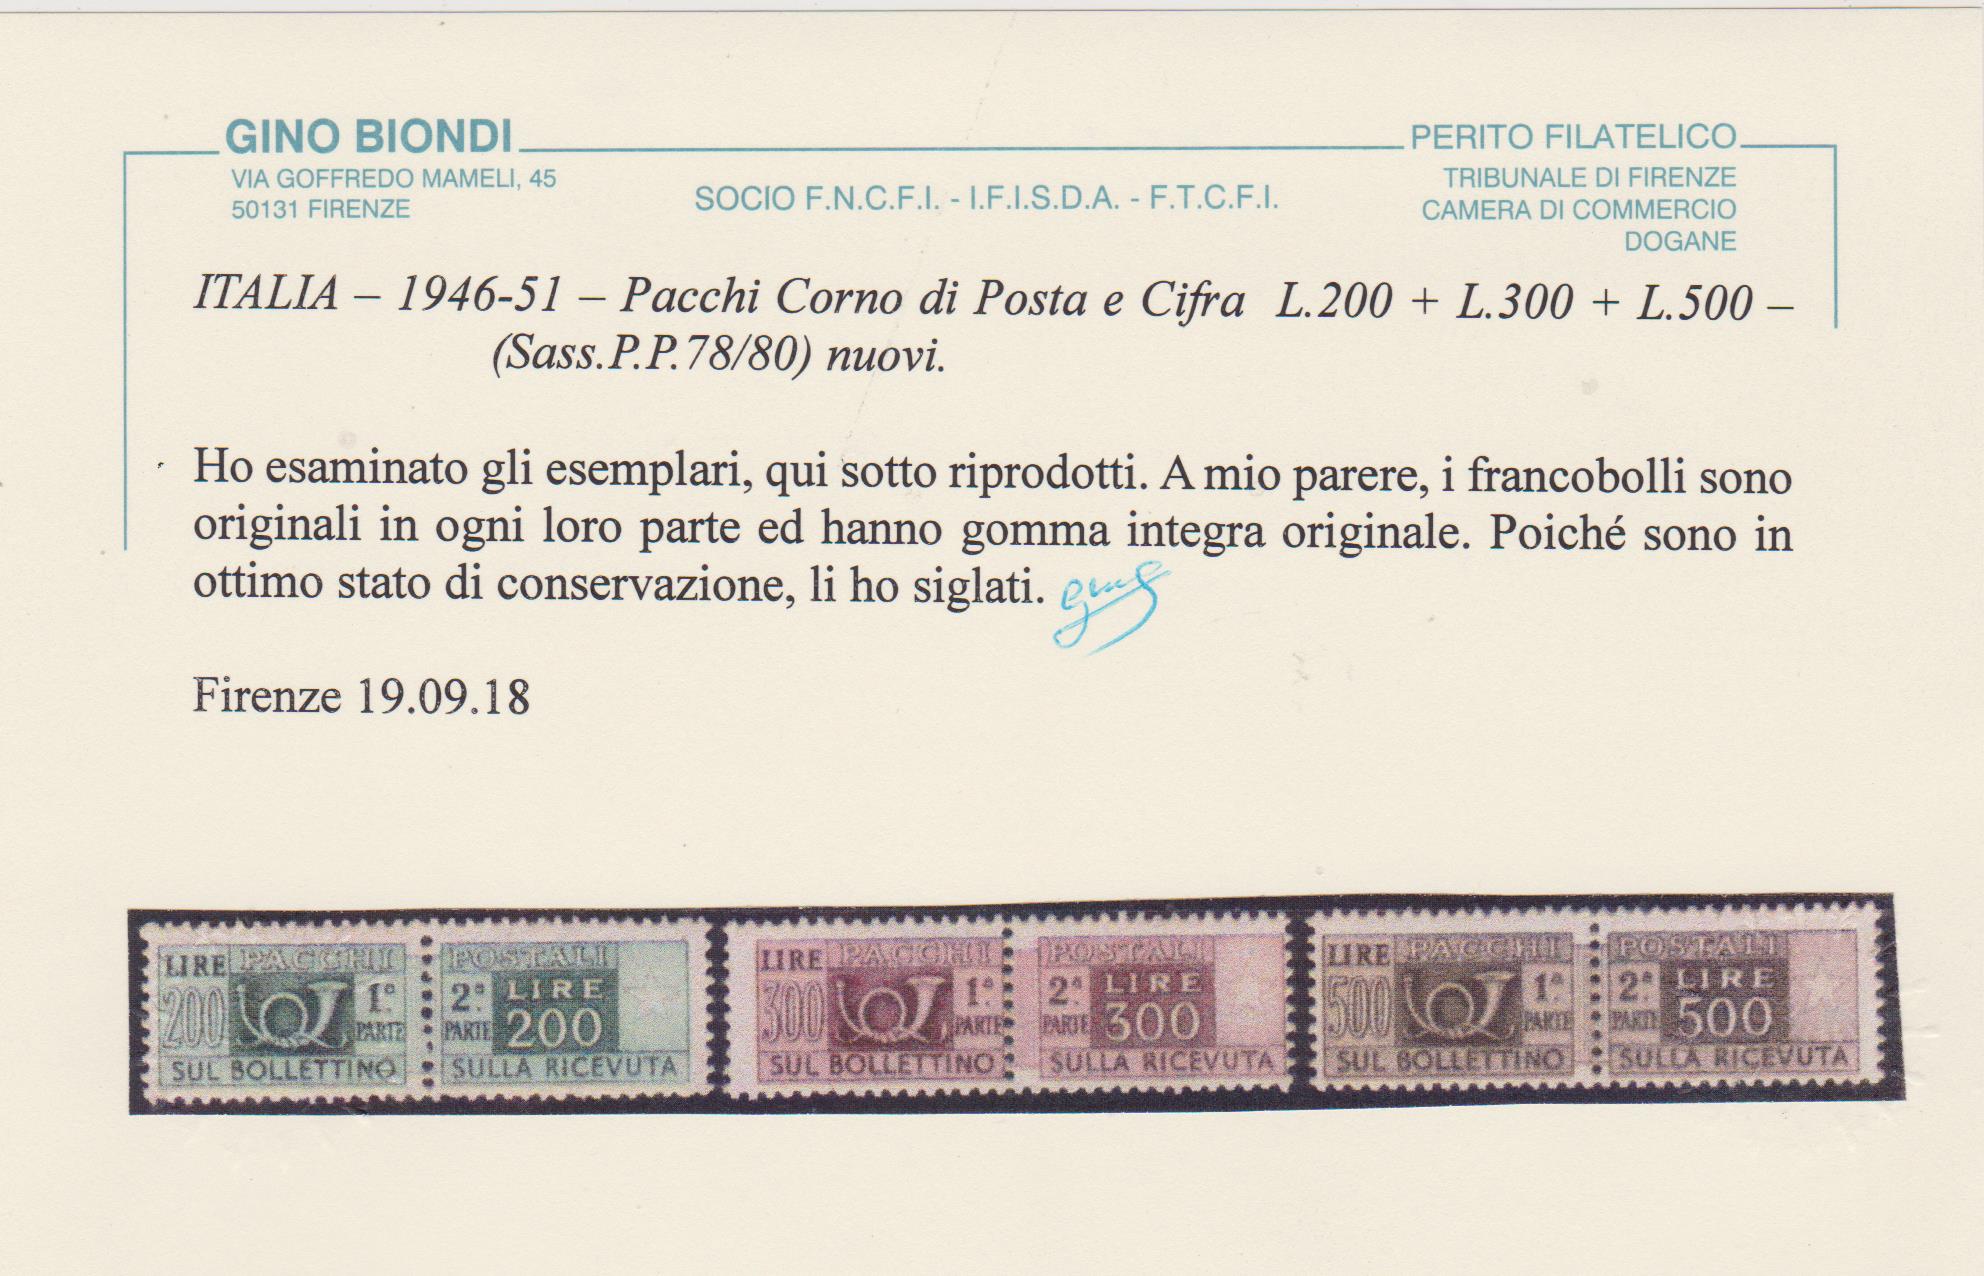 GINO BIONDI
VIA GOFFREDO MAMELI, 45
50131 FIRENZE
SOCIO F.N.C.F.I. - I.F.I.S.D.A. - F.T.C.F.I.
PERITO FILATELICO
TRIBUNALE DI FIRENZE
CAMERA DI COMMERCIO
DOGANE
ITALIA – 1946-51 – Pacchi Corno di Posta e Cifra L.200 + L.300 + L.500 –
(Sass.P.P.78/80) nuovi.
Ho esaminato gli esemplari, qui sotto riprodotti. A mio parere, i francobolli sono
originali in ogni loro parte ed hanno gomma integra originale. Poiché sono in
ottimo stato di conservazione, li ho siglati.
Firenze 19.09.18
LIRE PACCHI
200 1ª PARTE
SUL BOLLETTINO
POSTALI
2ª PARTE LIRE 200
SULLA RICEVUTA
LIRE PACCHI
300 1ª PARTE
SUL BOLLETTINO
POSTALI
2ª PARTE LIRE 300
SULLA RICEVUTA
LIRE PACCHI
500 1ª PARTE
SUL BOLLETTINO
POSTALI
2ª PARTE LIRE 500
SULLA RICEVUTA